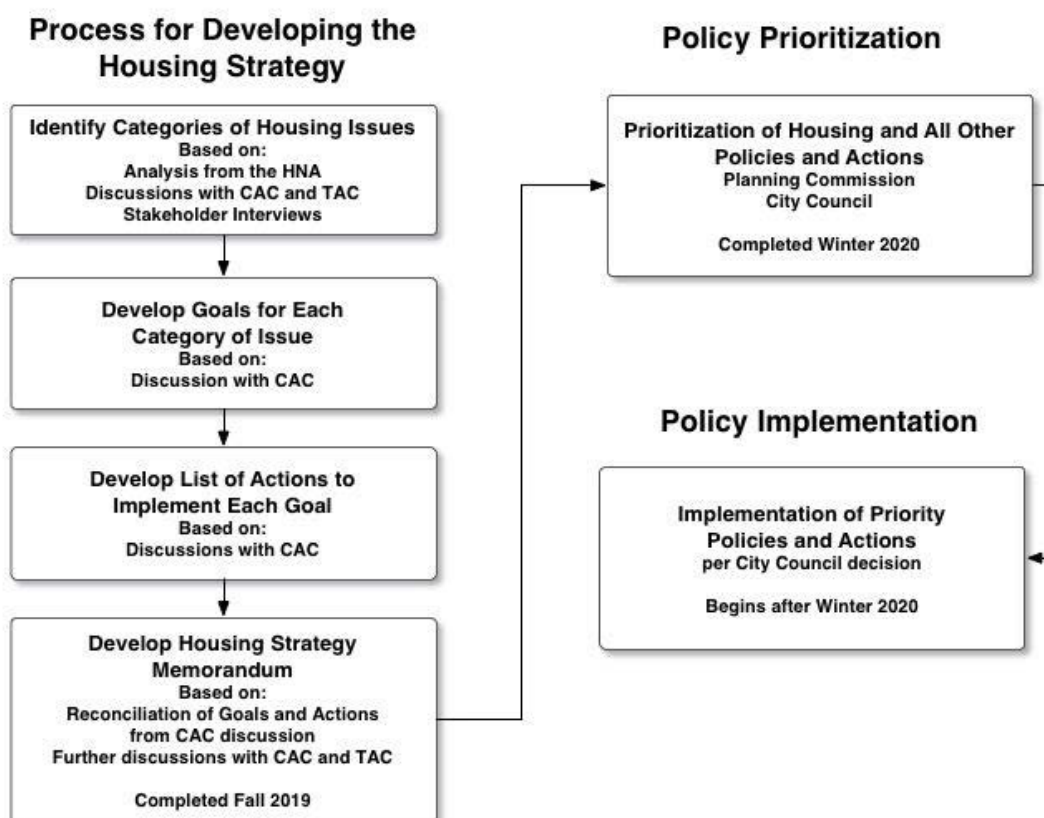 Process for Developing the
Housing Strategy
Identify Categories of Housing Issues
Based on:
Analysis from the HNA
Discussions with CAC and TAC
Stakeholder Interviews
Develop Goals for Each
Category of Issue
Based on:
Discussion with CAC
Develop List of Actions to
Implement Each Goal
Based on:
Discussions with CAC
Develop Housing Strategy
Memorandum
Based on:
Reconciliation of Goals and Actions
from CAC discussion
Further discussions with CAC and TAC
Completed Fall 2019
Policy Prioritization
Prioritization of Housing and All Other
Policies and Actions
Planning Commission
City Council
Completed Winter 2020
Policy Implementation
Implementation of Priority
Policies and Actions
per City Council decision
Begins after Winter 2020